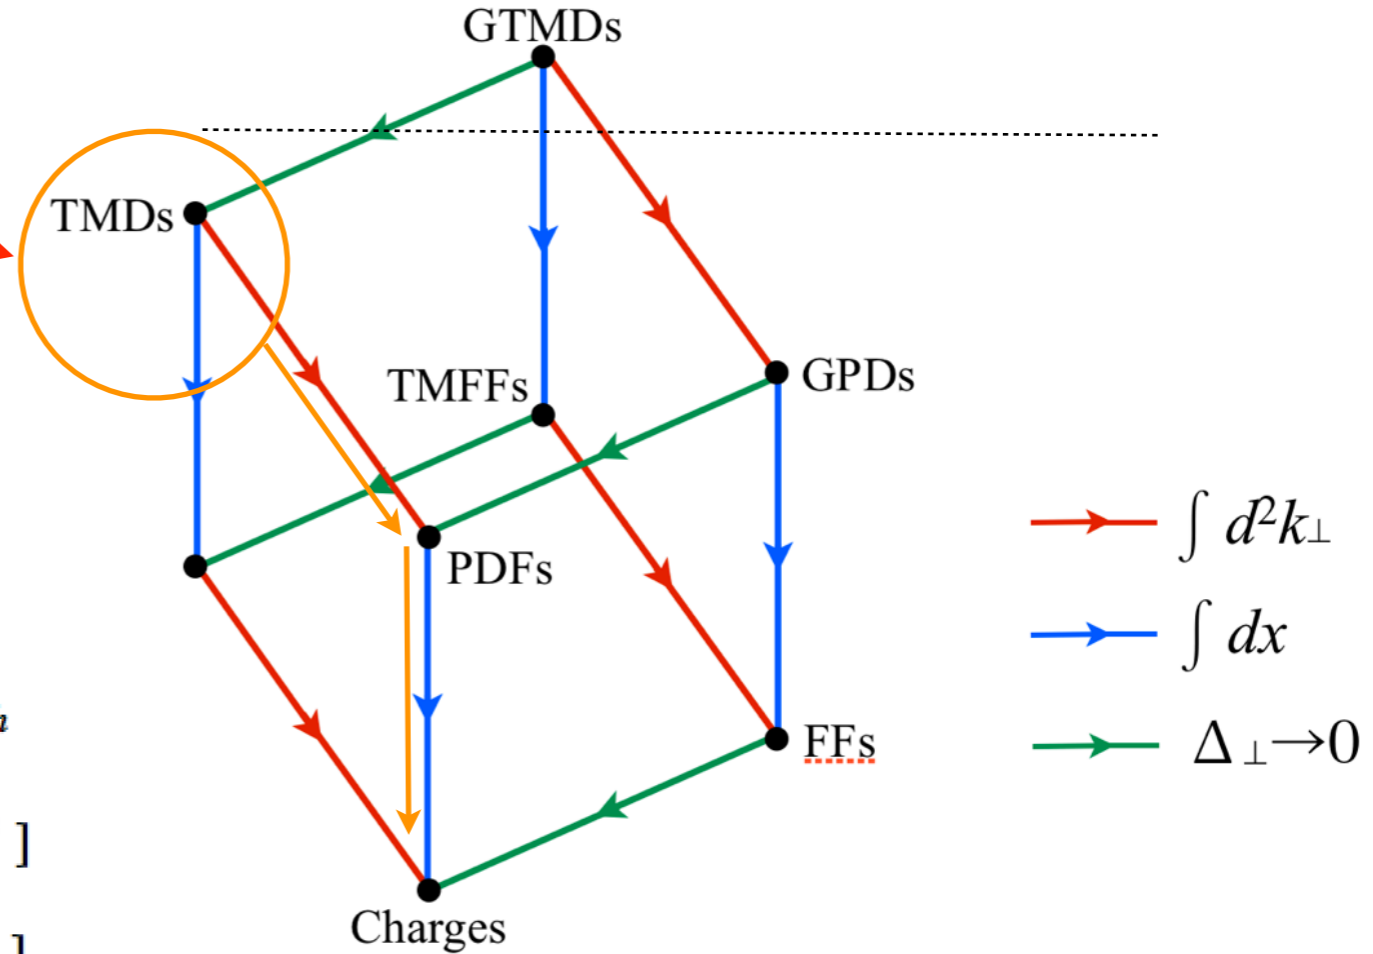 GTMDs
TMDs
TMFFs
GPDs
PDFs
∫ d²k⊥
∫ dx
FFs
Δ⊥→0
h
]
Charges
]